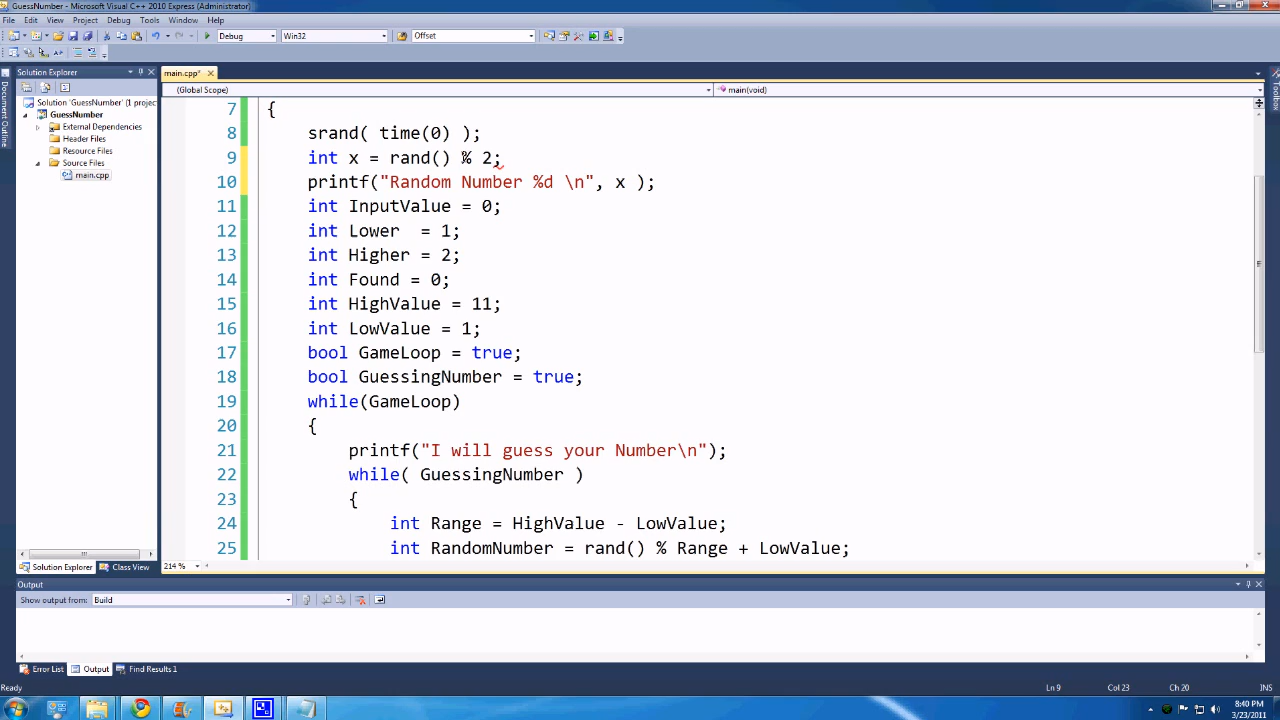 GuessNumber - Microsoft Visual C++ 2010 Express (Administrator)
File Edit View Project Debug Tools Window Help
Debug Win32 Offset
Solution Explorer
main.cpp*
(Global Scope) main(void)
Document Outline
Toolbox
Solution 'GuessNumber' (1 projec
GuessNumber
External Dependencies
Header Files
Resource Files
Source Files
main.cpp
7 {
8 srand( time(0) );
9 int x = rand() % 2;
10 printf("Random Number %d \n", x );
11 int InputValue = 0;
12 int Lower  = 1;
13 int Higher = 2;
14 int Found = 0;
15 int HighValue = 11;
16 int LowValue = 1;
17 bool GameLoop = true;
18 bool GuessingNumber = true;
19 while(GameLoop)
20 {
21 printf("I will guess your Number\n");
22 while( GuessingNumber )
23 {
24 int Range = HighValue - LowValue;
25 int RandomNumber = rand() % Range + LowValue;
214 %
Solution Explorer Class View
Output
Show output from: Build
Error List Output Find Results 1
Ready Ln 9 Col 23 Ch 20 INS
8:40 PM
3/23/2011